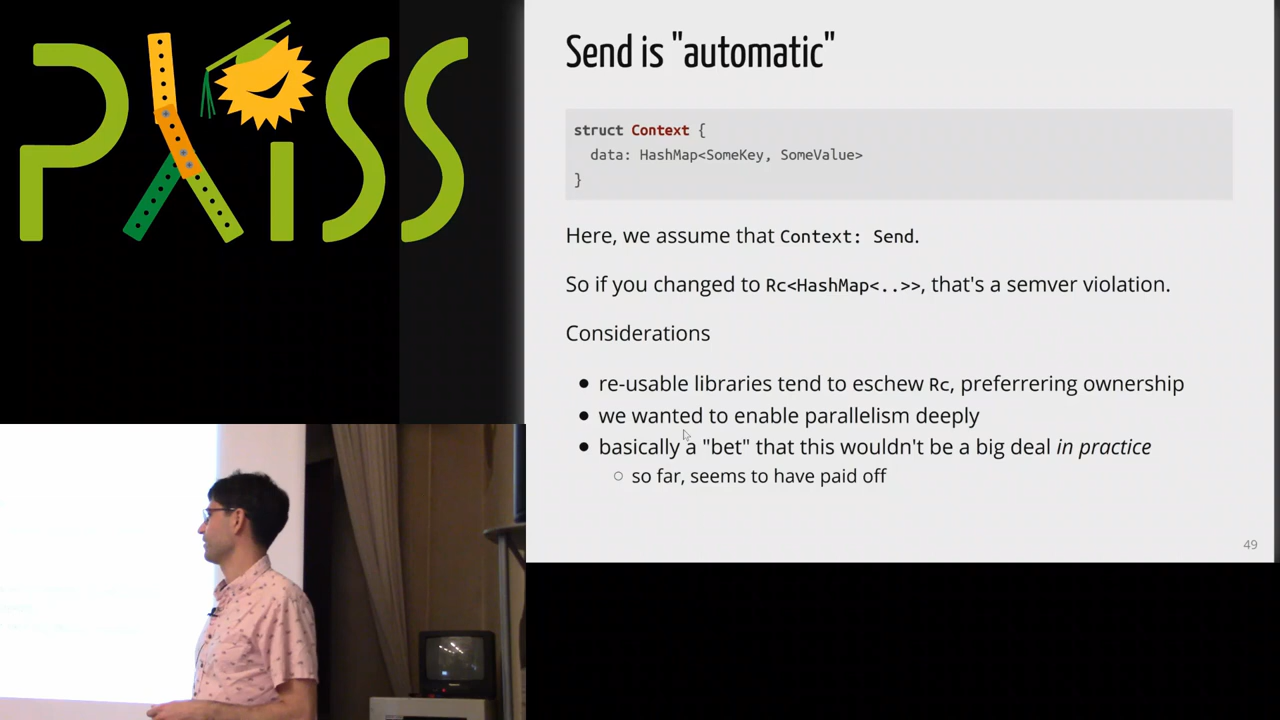 PLISS
Send is "automatic"
struct Context {
data: HashMap<SomeKey, SomeValue>
}
Here, we assume that Context: Send.
So if you changed to Rc<HashMap<..>>, that's a semver violation.
Considerations
re-usable libraries tend to eschew Rc, preferrering ownership
we wanted to enable parallelism deeply
basically a "bet" that this wouldn't be a big deal in practice
so far, seems to have paid off
49